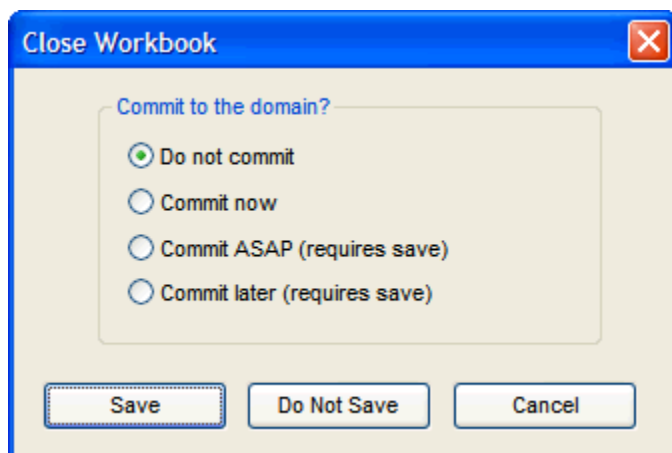 Close Workbook
Commit to the domain?
Do not commit
Commit now
Commit ASAP (requires save)
Commit later (requires save)
Save Do Not Save Cancel